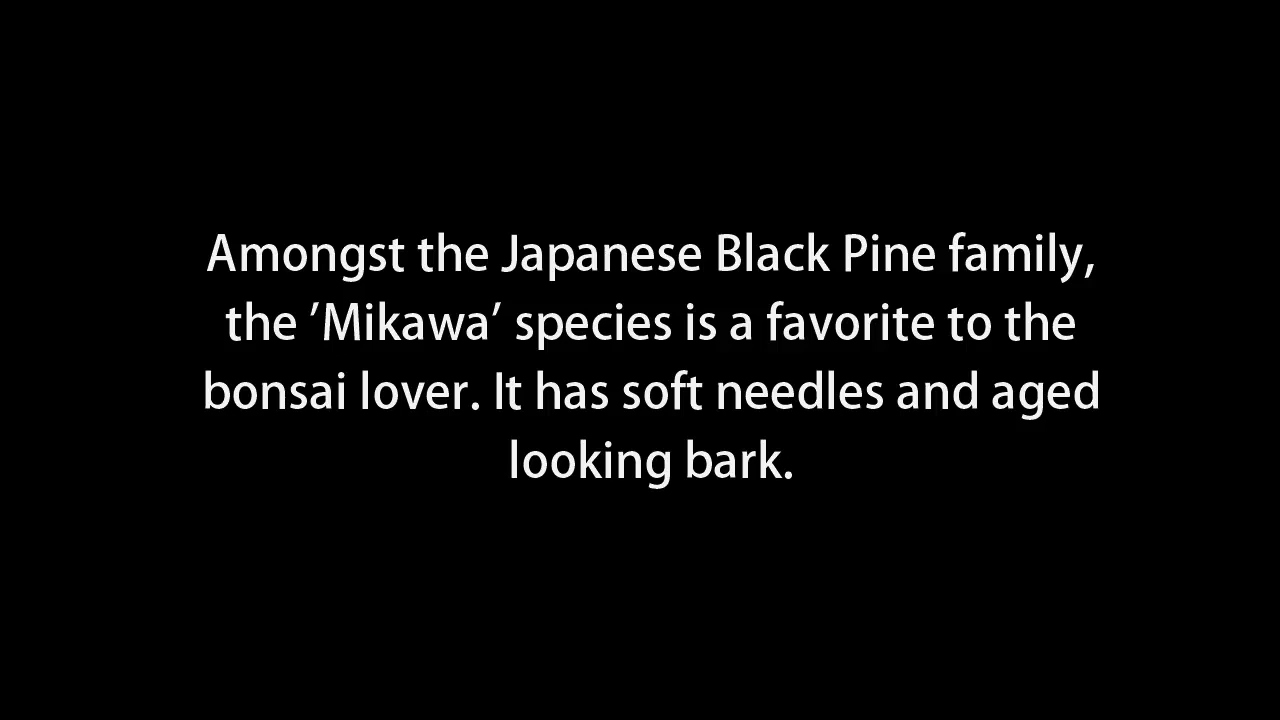 Amongst the Japanese Black Pine family,
the ’Mikawa’ species is a favorite to the
bonsai lover. It has soft needles and aged
looking bark.